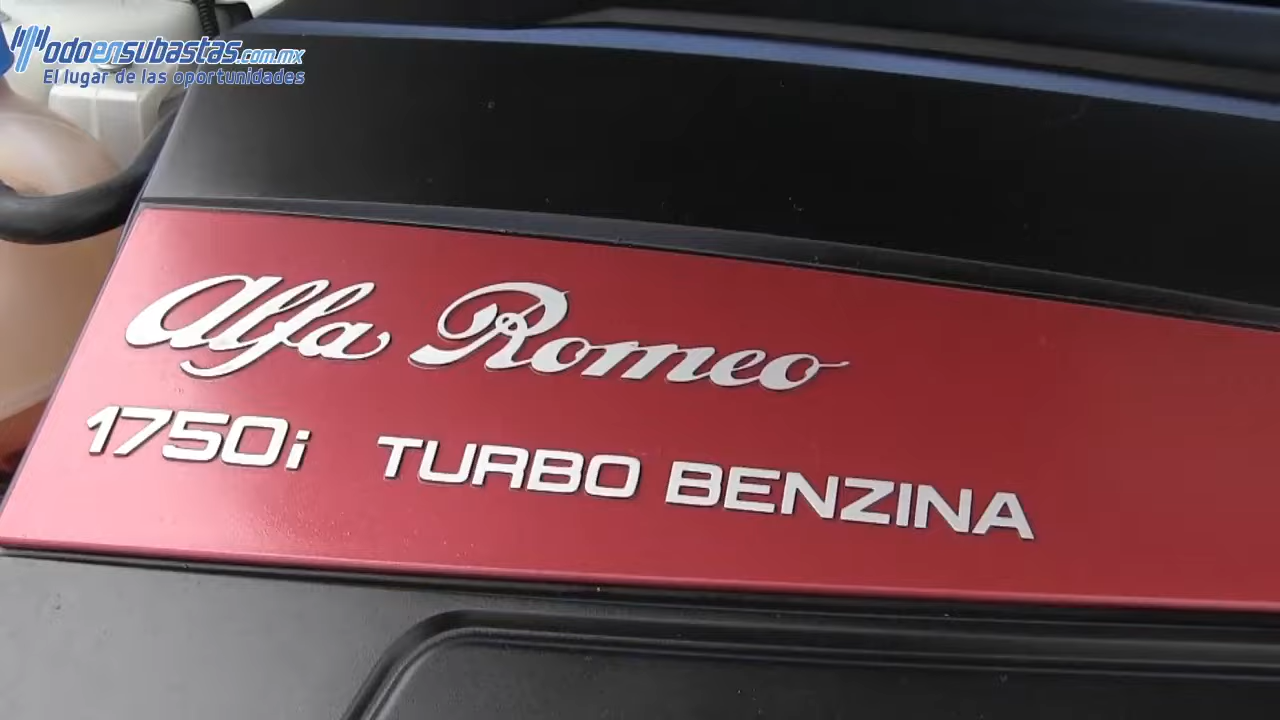 Todoensubastas.com.mx
El lugar de las oportunidades
Alfa Romeo
1750i TURBO BENZINA